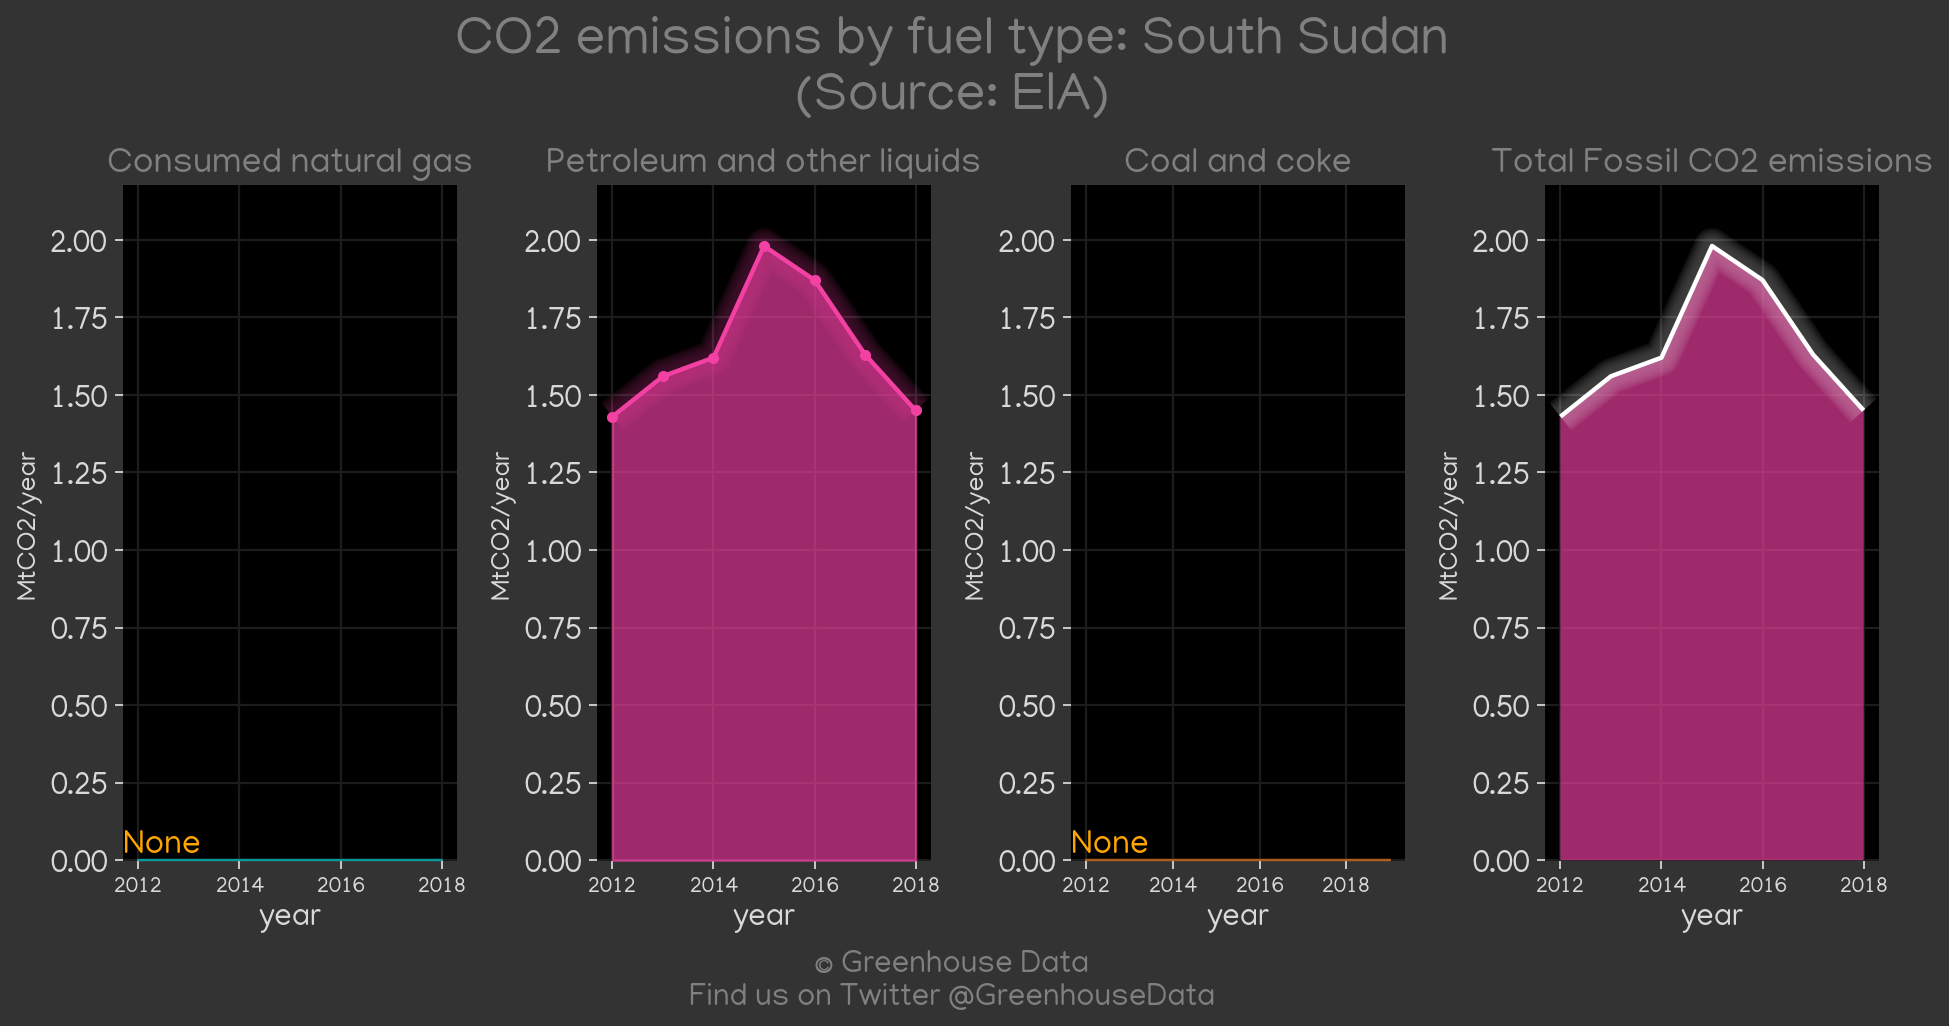 CO2 emissions by fuel type: South Sudan
(Source: EIA)
Consumed natural gas
MtCO2/year
2.00
1.75
1.50
1.25
1.00
0.75
0.50
0.25
0.00
None
2012 2014 2016 2018
year
Petroleum and other liquids
MtCO2/year
2.00
1.75
1.50
1.25
1.00
0.75
0.50
0.25
0.00
2012 2014 2016 2018
year
Coal and coke
MtCO2/year
2.00
1.75
1.50
1.25
1.00
0.75
0.50
0.25
0.00
None
2012 2014 2016 2018
year
Total Fossil CO2 emissions
MtCO2/year
2.00
1.75
1.50
1.25
1.00
0.75
0.50
0.25
0.00
2012 2014 2016 2018
year
© Greenhouse Data
Find us on Twitter @GreenhouseData